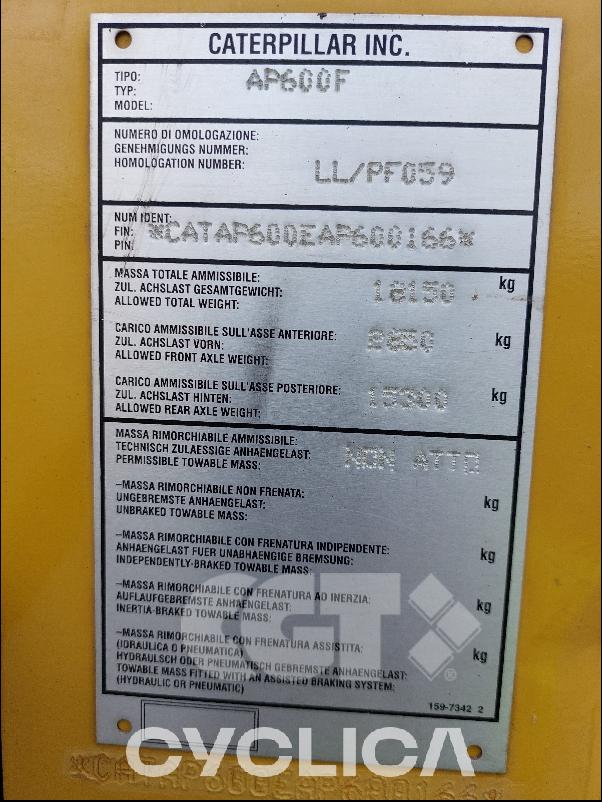 CATERPILLAR INC.
TIPO:
TYP:
MODEL:
AP600F
NUMERO DI OMOLOGAZIONE:
GENEHMIGUNGS NUMMER:
HOMOLOGATION NUMBER:
LL/PF059
NUM IDENT:
FIN:
PIN:
*CATAP600EAP600166*
MASSA TOTALE AMMISSIBILE:
ZUL. ACHSLAST GESAMTGEWICHT:
ALLOWED TOTAL WEIGHT:
18150 kg
CARICO AMMISSIBILE SULL'ASSE ANTERIORE:
ZUL. ACHSLAST VORN:
ALLOWED FRONT AXLE WEIGHT:
kg
CARICO AMMISSIBILE SULL'ASSE POSTERIORE:
ZUL. ACHSLAST HINTEN:
ALLOWED REAR AXLE WEIGHT:
15300 kg
MASSA RIMORCHIABILE AMMISSIBILE:
TECHNISCH ZULAESSIGE ANHAENGELAST:
PERMISSIBLE TOWABLE MASS:
NON ATTO
–MASSA RIMORCHIABILE NON FRENATA:
UNGEBREMSTE ANHAENGELAST:
UNBRAKED TOWABLE MASS:
kg
–MASSA RIMORCHIABILE CON FRENATURA INDIPENDENTE:
ANHAENGELAST FUER UNABHAENGIGE BREMSUNG:
INDEPENDENTLY-BRAKED TOWABLE MASS:
kg
–MASSA RIMORCHIABILE CON FRENATURA AD INERZIA:
AUFLAUFGEBREMSTE ANHAENGELAST:
INERTIA-BRAKED TOWABLE MASS:
kg
–MASSA RIMORCHIABILE CON FRENATURA ASSISTITA:
(IDRAULICA O PNEUMATICA)
HYDRAULSCH ODER PNEUMATISCH GEBREMSTE ANHAENGELAST:
TOWABLE MASS FITTED WITH AN ASSISTED BRAKING SYSTEM:
(HYDRAULIC OR PNEUMATIC)
kg
159-7342 2
CGT ®
CYCLICA
*CATAP600EAP600166*